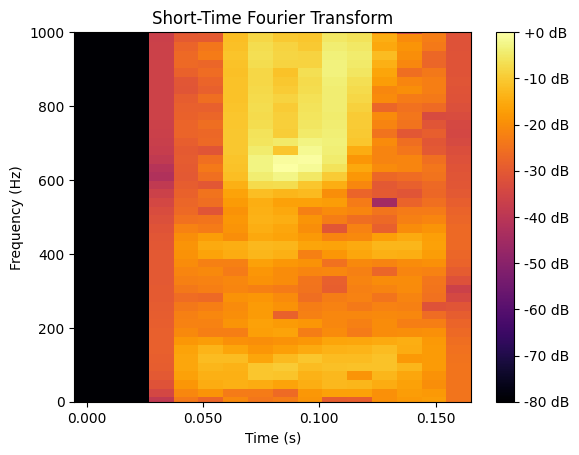 Short-Time Fourier Transform
Frequency (Hz)
1000
800
600
400
200
0
0.000 0.050 0.100 0.150
Time (s)
+0 dB
-10 dB
-20 dB
-30 dB
-40 dB
-50 dB
-60 dB
-70 dB
-80 dB